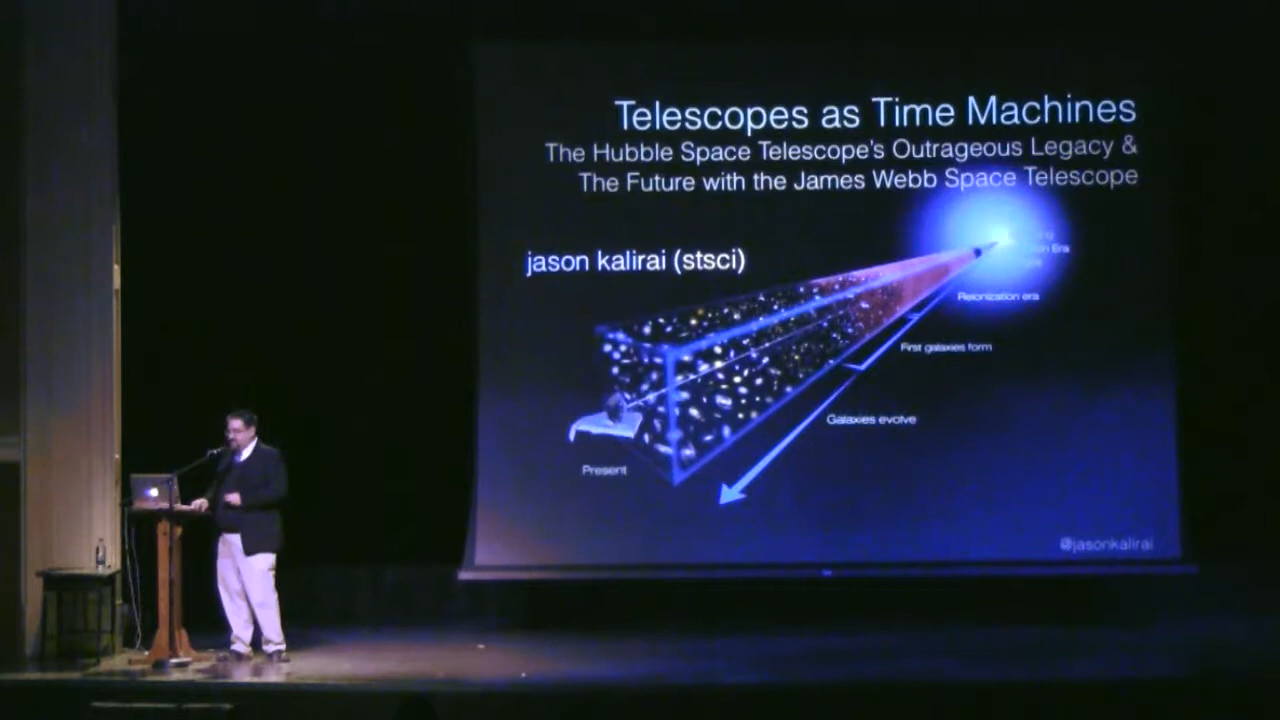 Telescopes as Time Machines
The Hubble Space Telescope's Outrageous Legacy &
The Future with the James Webb Space Telescope
jason kalirai (stsci)
Era
Reionization era
First galaxies form
Galaxies evolve
Present
@jasonkalirai